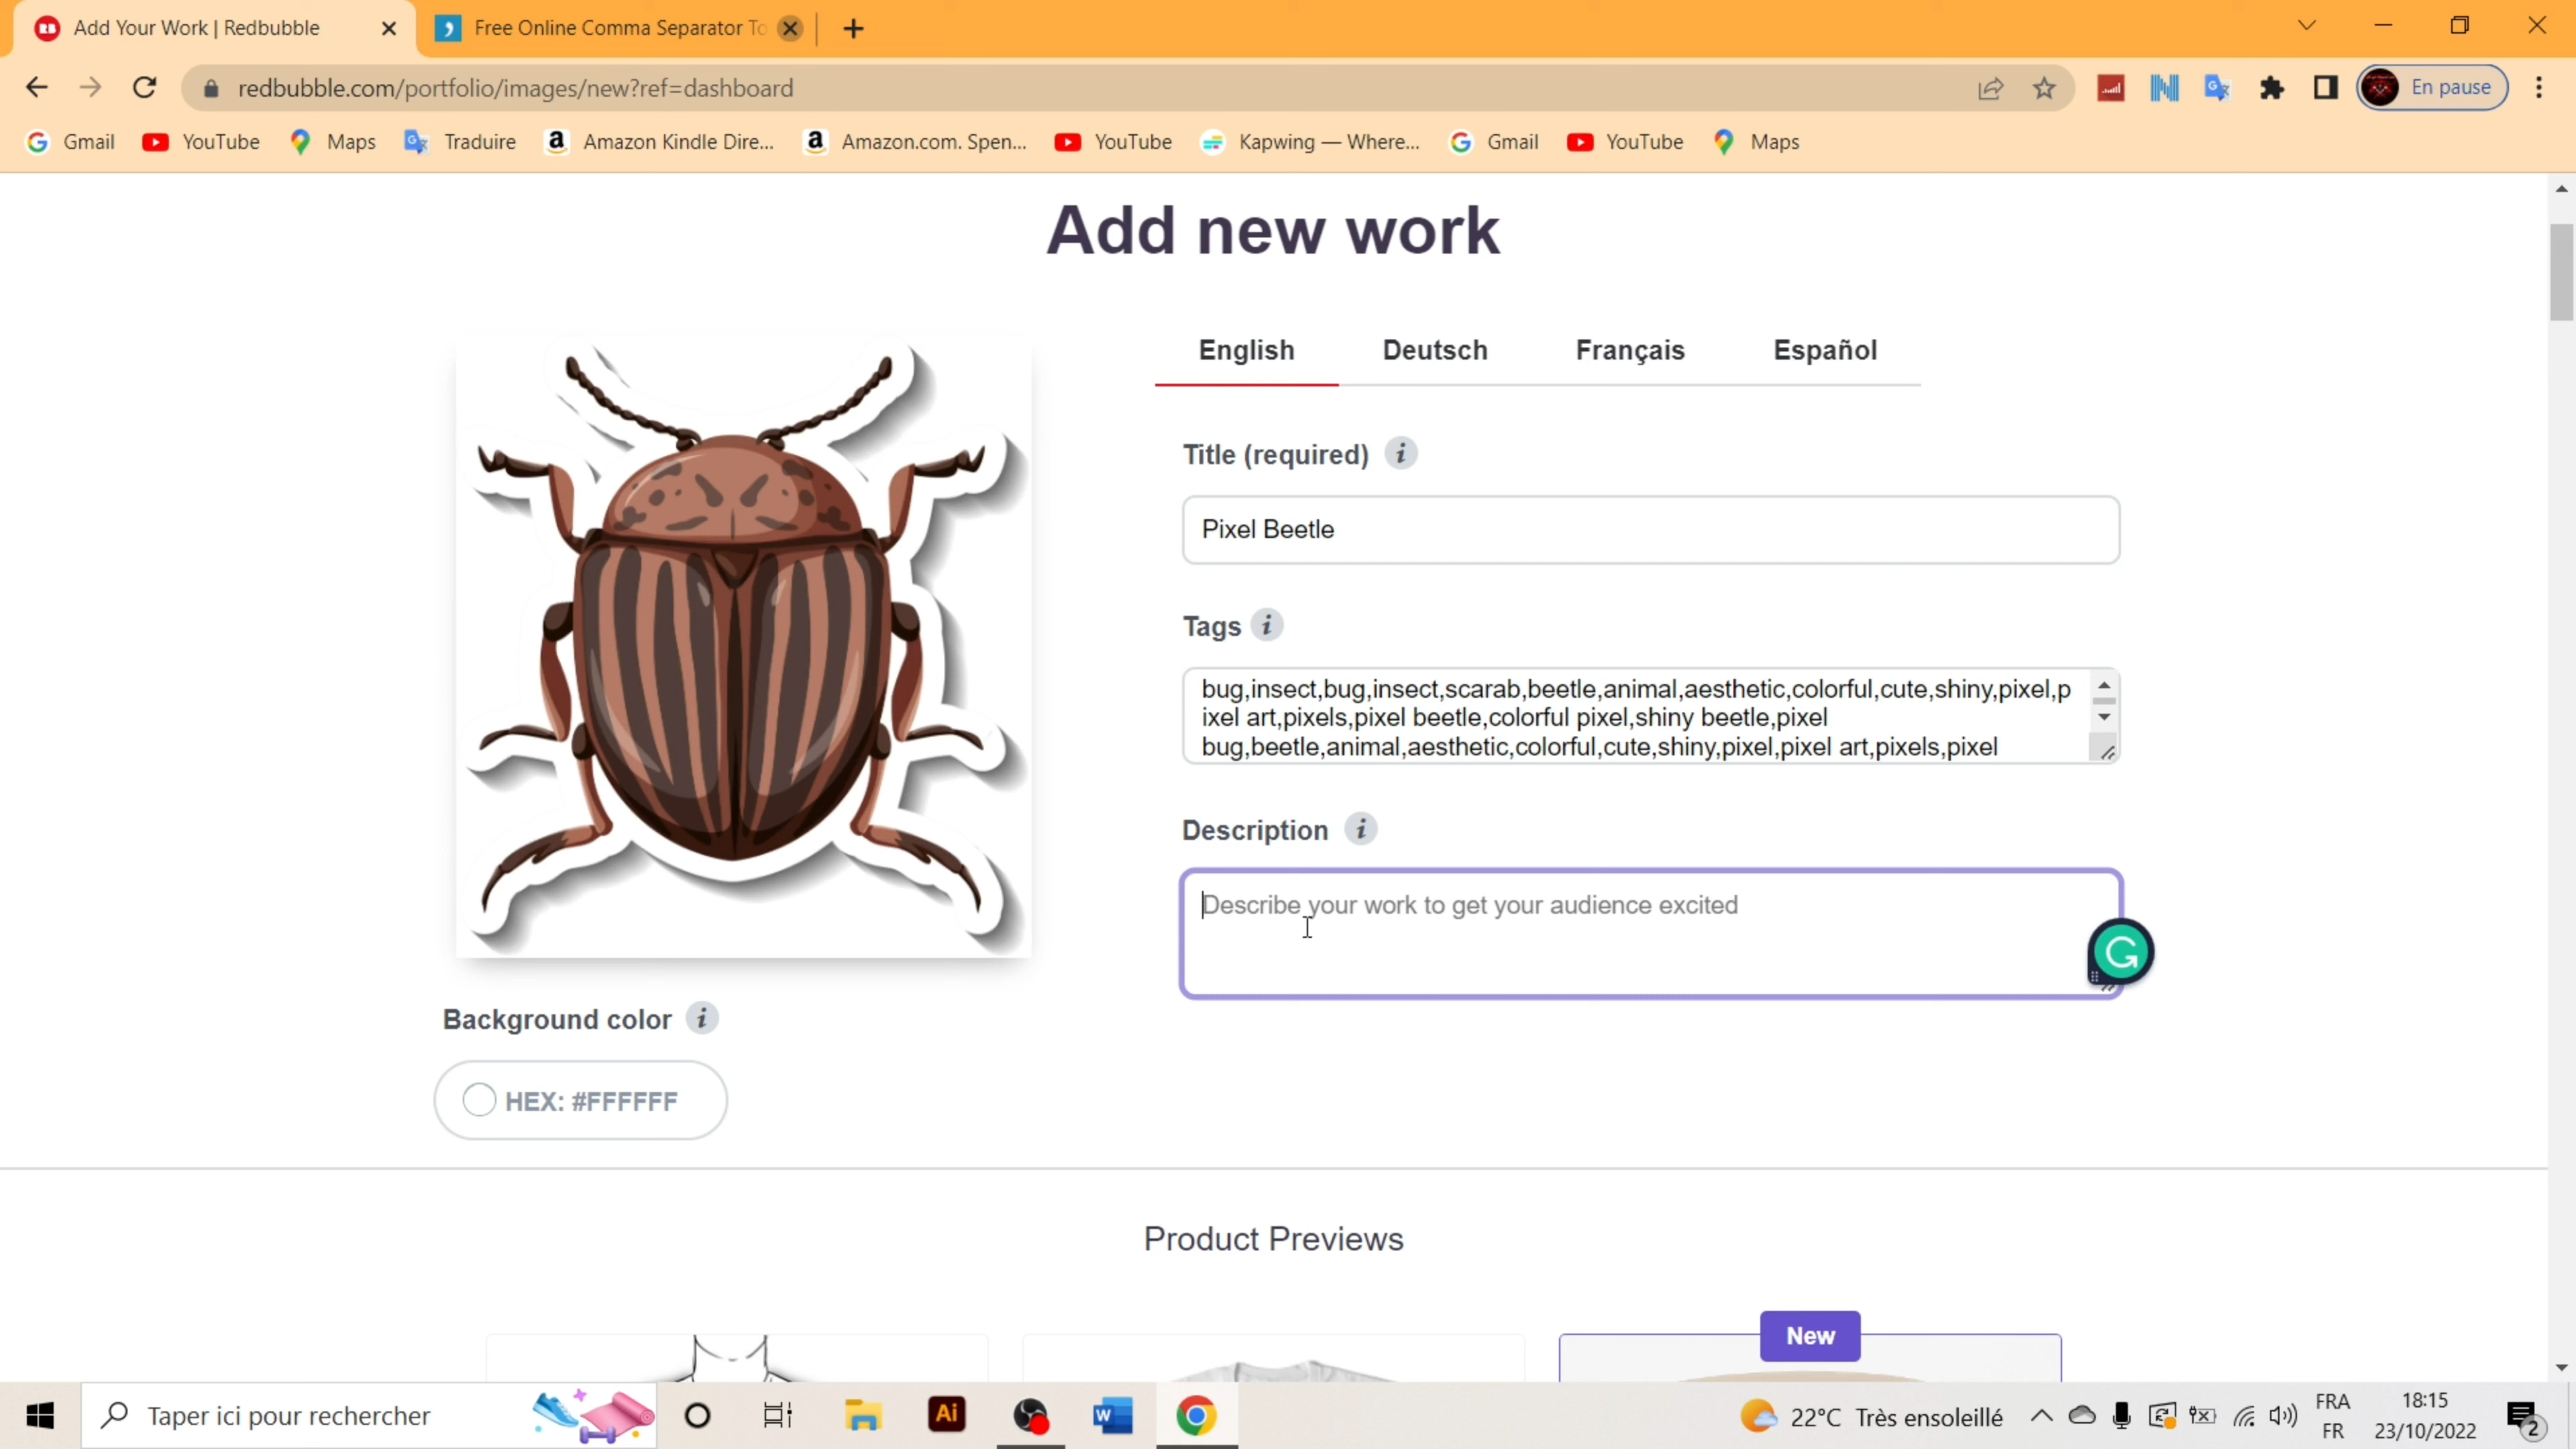 Add Your Work | Redbubble
Free Online Comma Separator To
redbubble.com/portfolio/images/new?ref=dashboard
En pause
Gmail
YouTube
Maps
Traduire
Amazon Kindle Dire...
Amazon.com. Spen...
YouTube
Kapwing — Where...
Gmail
YouTube
Maps
Add new work
English
Deutsch
Français
Español
Title (required)
Pixel Beetle
Tags
bug,insect,bug,insect,scarab,beetle,animal,aesthetic,colorful,cute,shiny,pixel,p
ixel art,pixels,pixel beetle,colorful pixel,shiny beetle,pixel
bug,beetle,animal,aesthetic,colorful,cute,shiny,pixel,pixel art,pixels,pixel
Description
Describe your work to get your audience excited
Background color
HEX: #FFFFFF
Product Previews
New
Taper ici pour rechercher
Ai
22°C Très ensoleillé
FRA
FR
18:15
23/10/2022
2